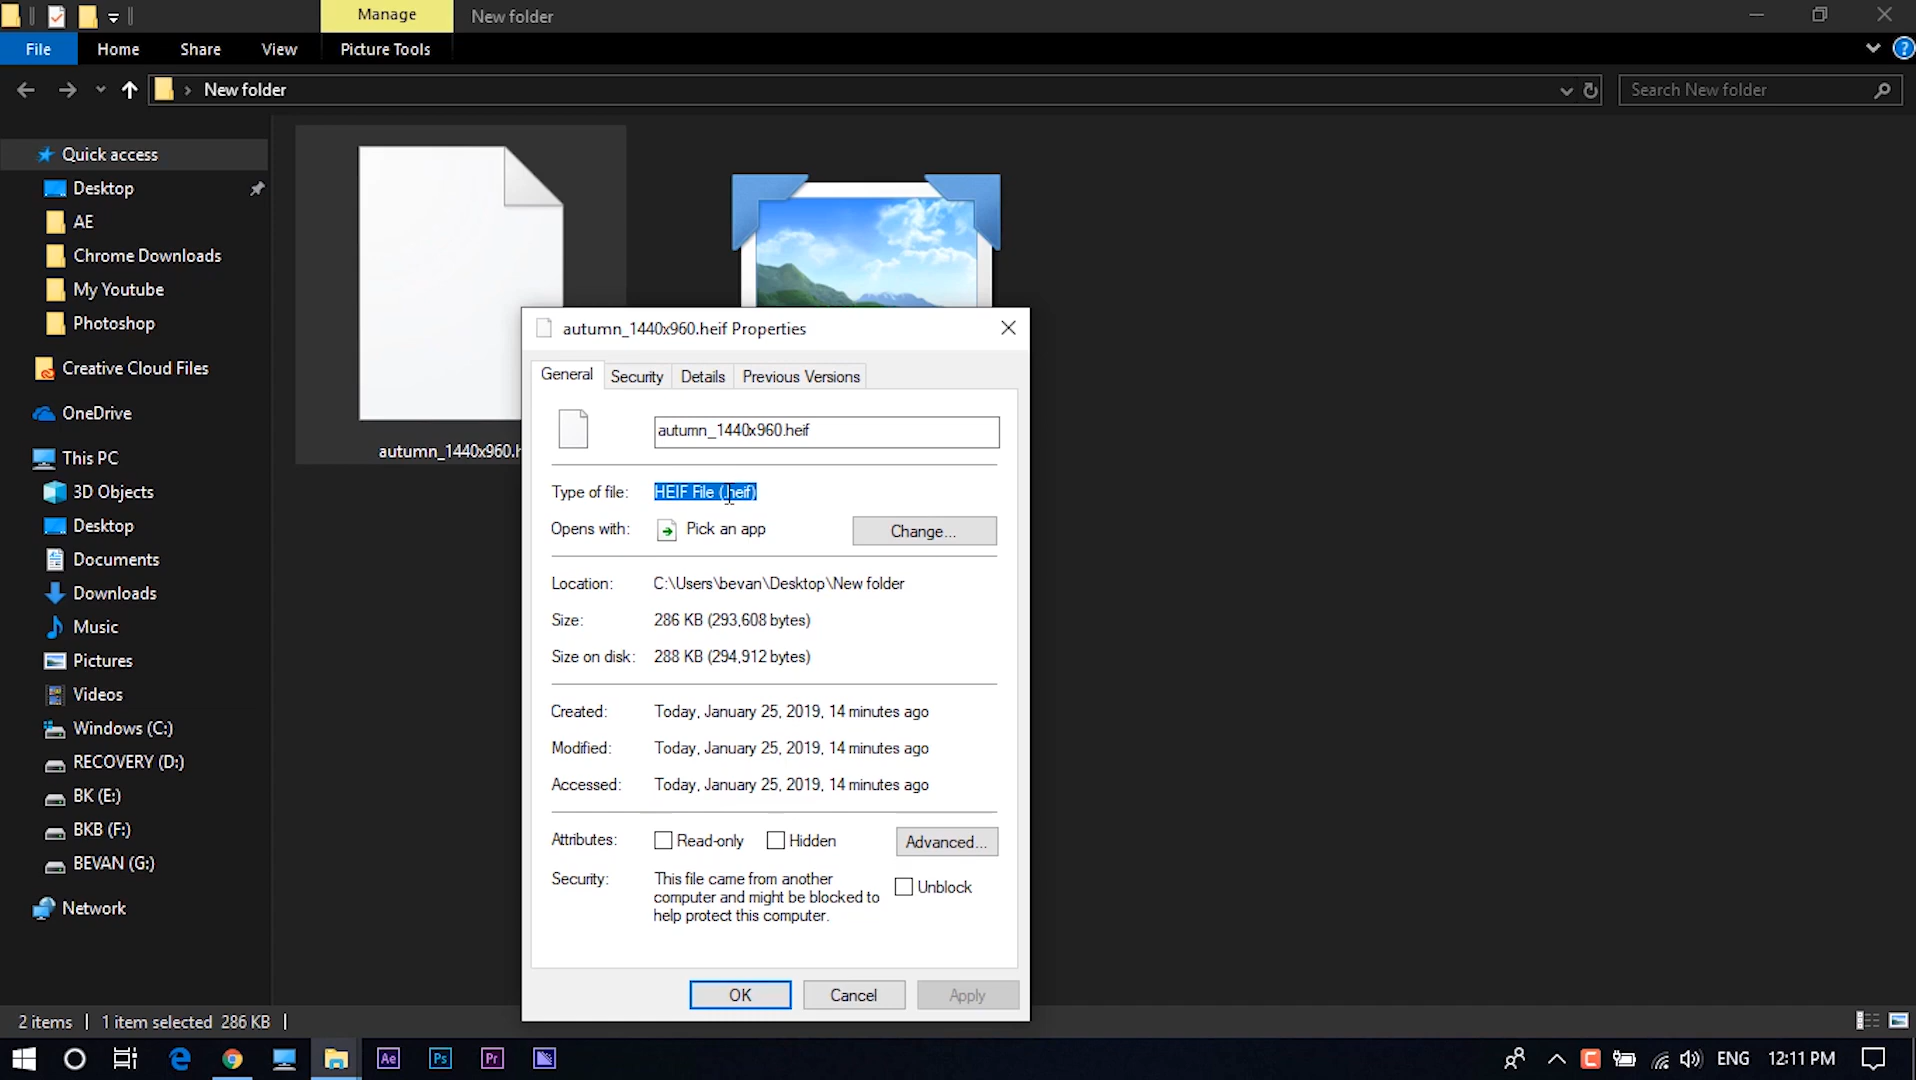 Manage
New folder
File
Home
Share
View
Picture Tools
New folder
Search New folder
Quick access
Desktop
AE
Chrome Downloads
My Youtube
Photoshop
Creative Cloud Files
OneDrive
This PC
3D Objects
Desktop
Documents
Downloads
Music
Pictures
Videos
Windows (C:)
RECOVERY (D:)
BK (E:)
BKB (F:)
BEVAN (G:)
Network
autumn_1440x960.h
autumn_1440x960.heif Properties
General
Security
Details
Previous Versions
autumn_1440x960.heif
Type of file: HEIF File (.heif)
Opens with: Pick an app
Change...
Location: C:\Users\bevan\Desktop\New folder
Size: 286 KB (293,608 bytes)
Size on disk: 288 KB (294,912 bytes)
Created: Today, January 25, 2019, 14 minutes ago
Modified: Today, January 25, 2019, 14 minutes ago
Accessed: Today, January 25, 2019, 14 minutes ago
Attributes: Read-only Hidden
Advanced...
Security: This file came from another
computer and might be blocked to
help protect this computer.
Unblock
OK
Cancel
Apply
2 items
1 item selected 286 KB
Ae
Ps
Pr
ENG
12:11 PM